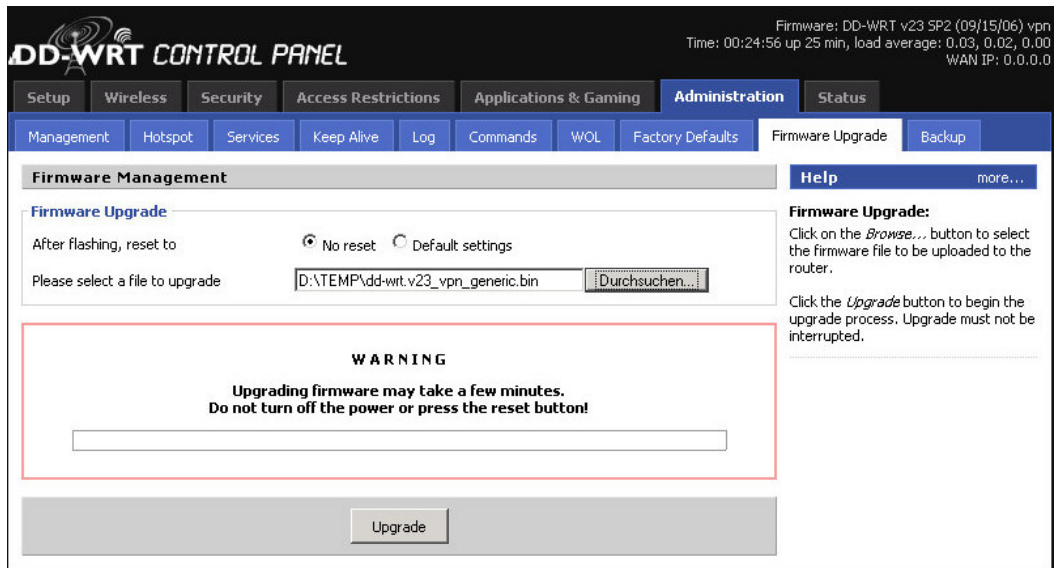 Firmware: DD-WRT v23 SP2 (09/15/06) vpn
Time: 00:24:56 up 25 min, load average: 0.03, 0.02, 0.00
WAN IP: 0.0.0.0
DD-WRT CONTROL PANEL
Setup Wireless Security Access Restrictions Applications & Gaming Administration Status
Management Hotspot Services Keep Alive Log Commands WOL Factory Defaults Firmware Upgrade Backup
Firmware Management
Firmware Upgrade
After flashing, reset to No reset Default settings
Please select a file to upgrade D:\TEMP\dd-wrt.v23_vpn_generic.bin Durchsuchen...
WARNING
Upgrading firmware may take a few minutes.
Do not turn off the power or press the reset button!
Upgrade
Help more...
Firmware Upgrade:
Click on the Browse... button to select
the firmware file to be uploaded to the
router.
Click the Upgrade button to begin the
upgrade process. Upgrade must not be
interrupted.